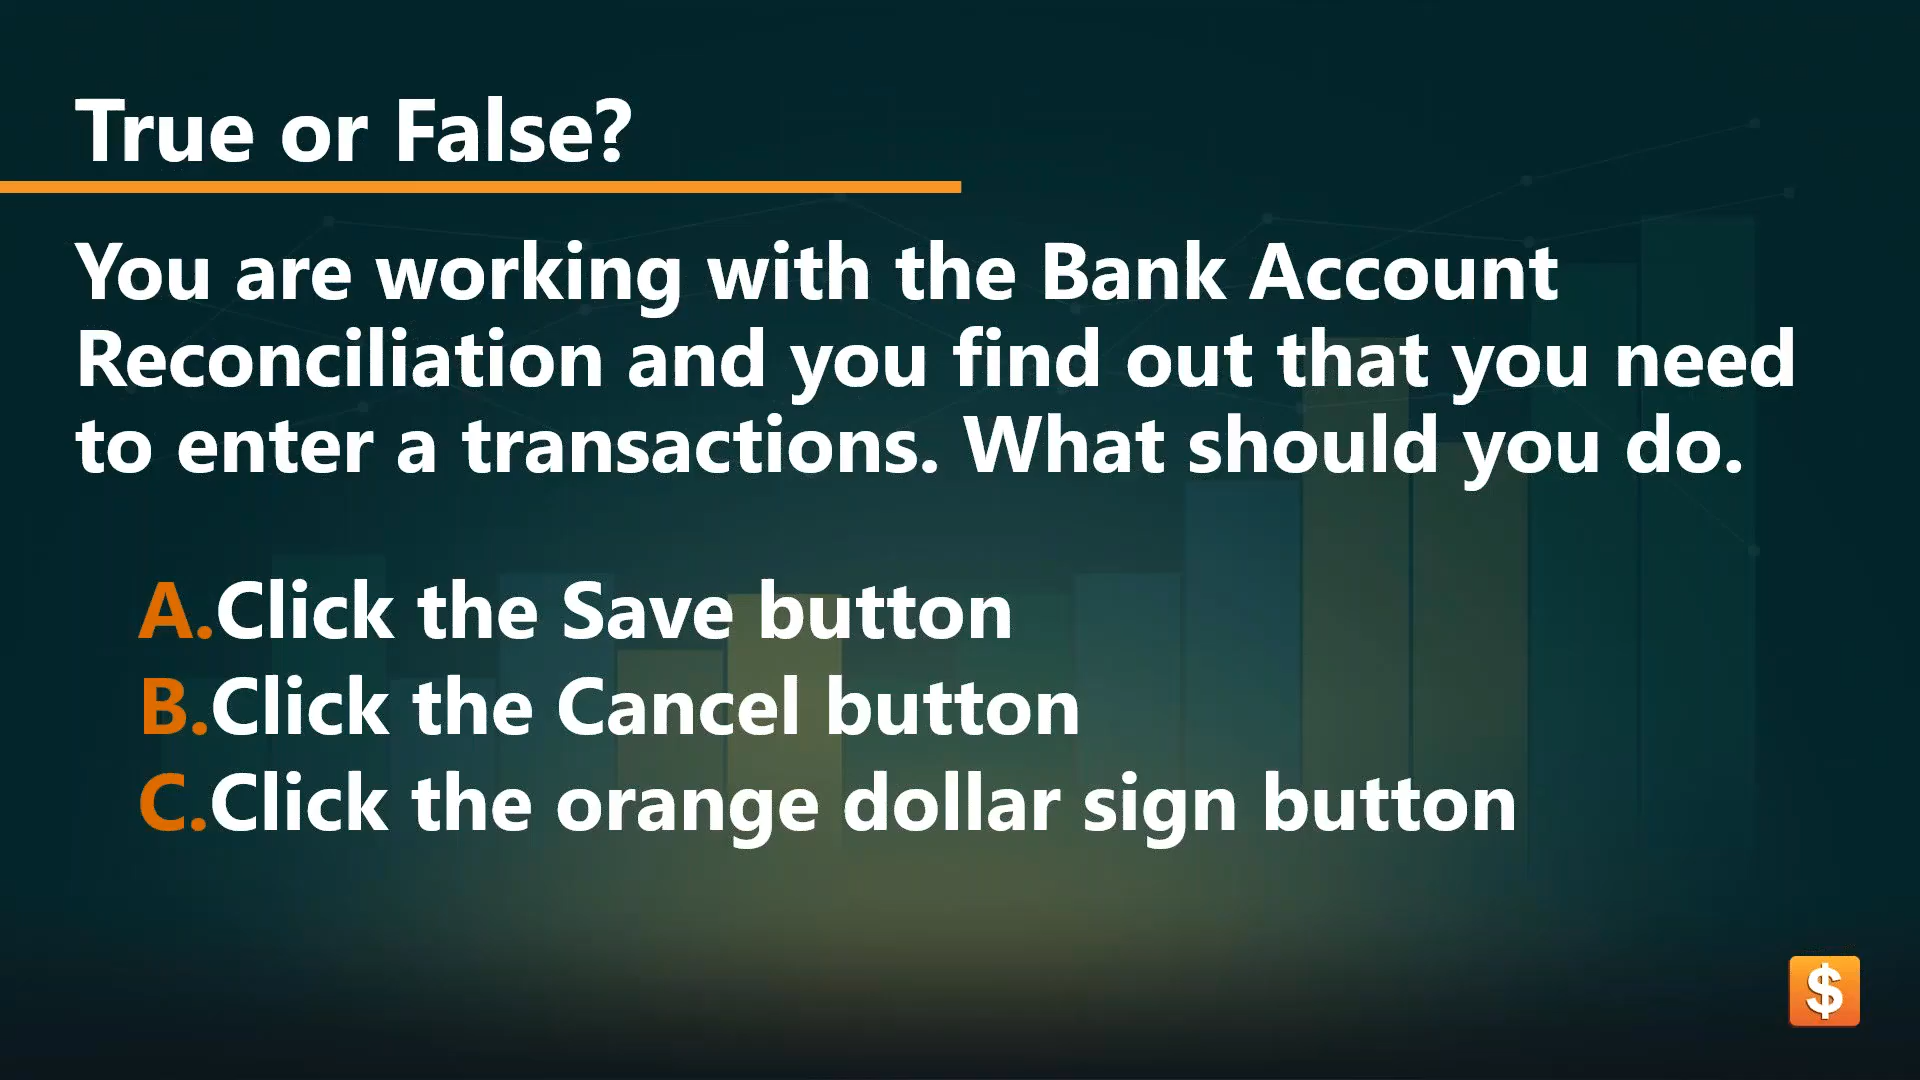 True or False?
You are working with the Bank Account
Reconciliation and you find out that you need
to enter a transactions. What should you do.
A.Click the Save button
B.Click the Cancel button
C.Click the orange dollar sign button
$